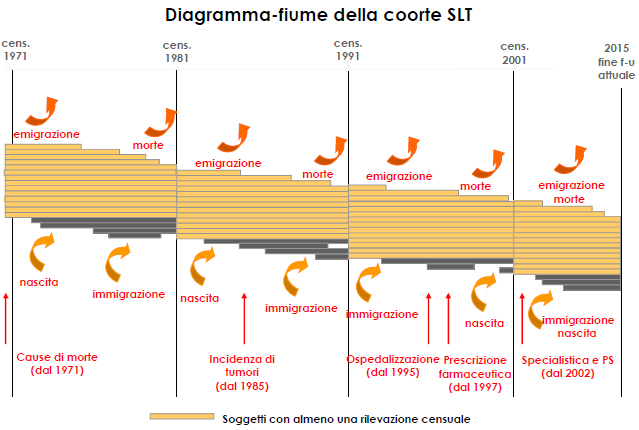 Diagramma-fiume della coorte SLT
cens.
1971
cens.
1981
cens.
1991
cens.
2001
2015
fine f-u
attuale
emigrazione
morte
emigrazione
morte
emigrazione
morte
emigrazione
morte
nascita
immigrazione
nascita
immigrazione
immigrazione
nascita
immigrazione
nascita
Cause di morte
(dal 1971)
Incidenza di
tumori
(dal 1985)
Ospedalizzazione
(dal 1995)
Prescrizione
farmaceutica
(dal 1997)
Specialistica e PS
(dal 2002)
Soggetti con almeno una rilevazione censuale